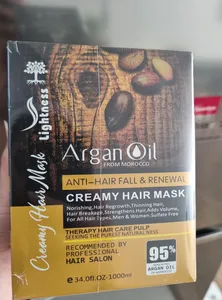 Lightness
Creamy Hair Mask
Argan Oil
FROM MOROCCO
ANTI-HAIR FALL & RENEWAL
CREAMY HAIR MASK
Norishing, Hair Regrowth, Thinning Hair,
Hair Breakage, Strengthens Hair, Adds Volume,
For All Hair Types, Men & Women. Sulfate Free
THERAPY HAIR CARE PULP
SEEKING THE PUREST NATURAL NESS
RECOMMENDED BY
PROFESSIONAL
HAIR SALON
95%
ARGAN OIL
34.0fl.oz-1000ml